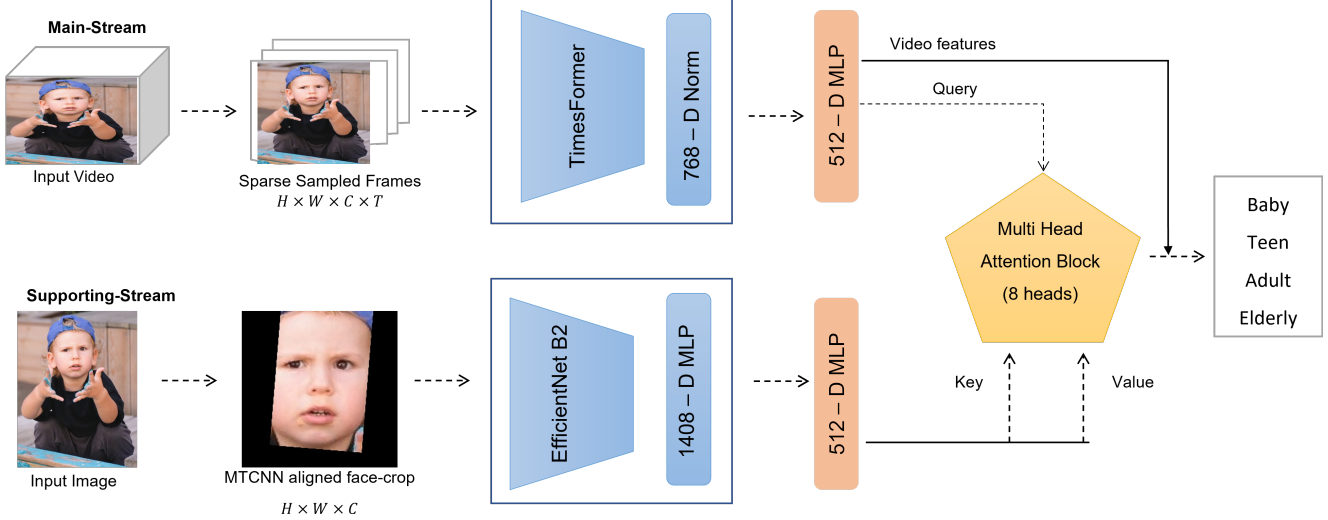 Main-Stream
Input Video
Sparse Sampled Frames
H × W × C × T
TimesFormer
768 – D Norm
512 – D MLP
Video features
Query
Multi Head
Attention Block
(8 heads)
Baby
Teen
Adult
Elderly
Supporting-Stream
Input Image
MTCNN aligned face-crop
H × W × C
EfficientNet B2
1408 – D MLP
512 – D MLP
Key
Value